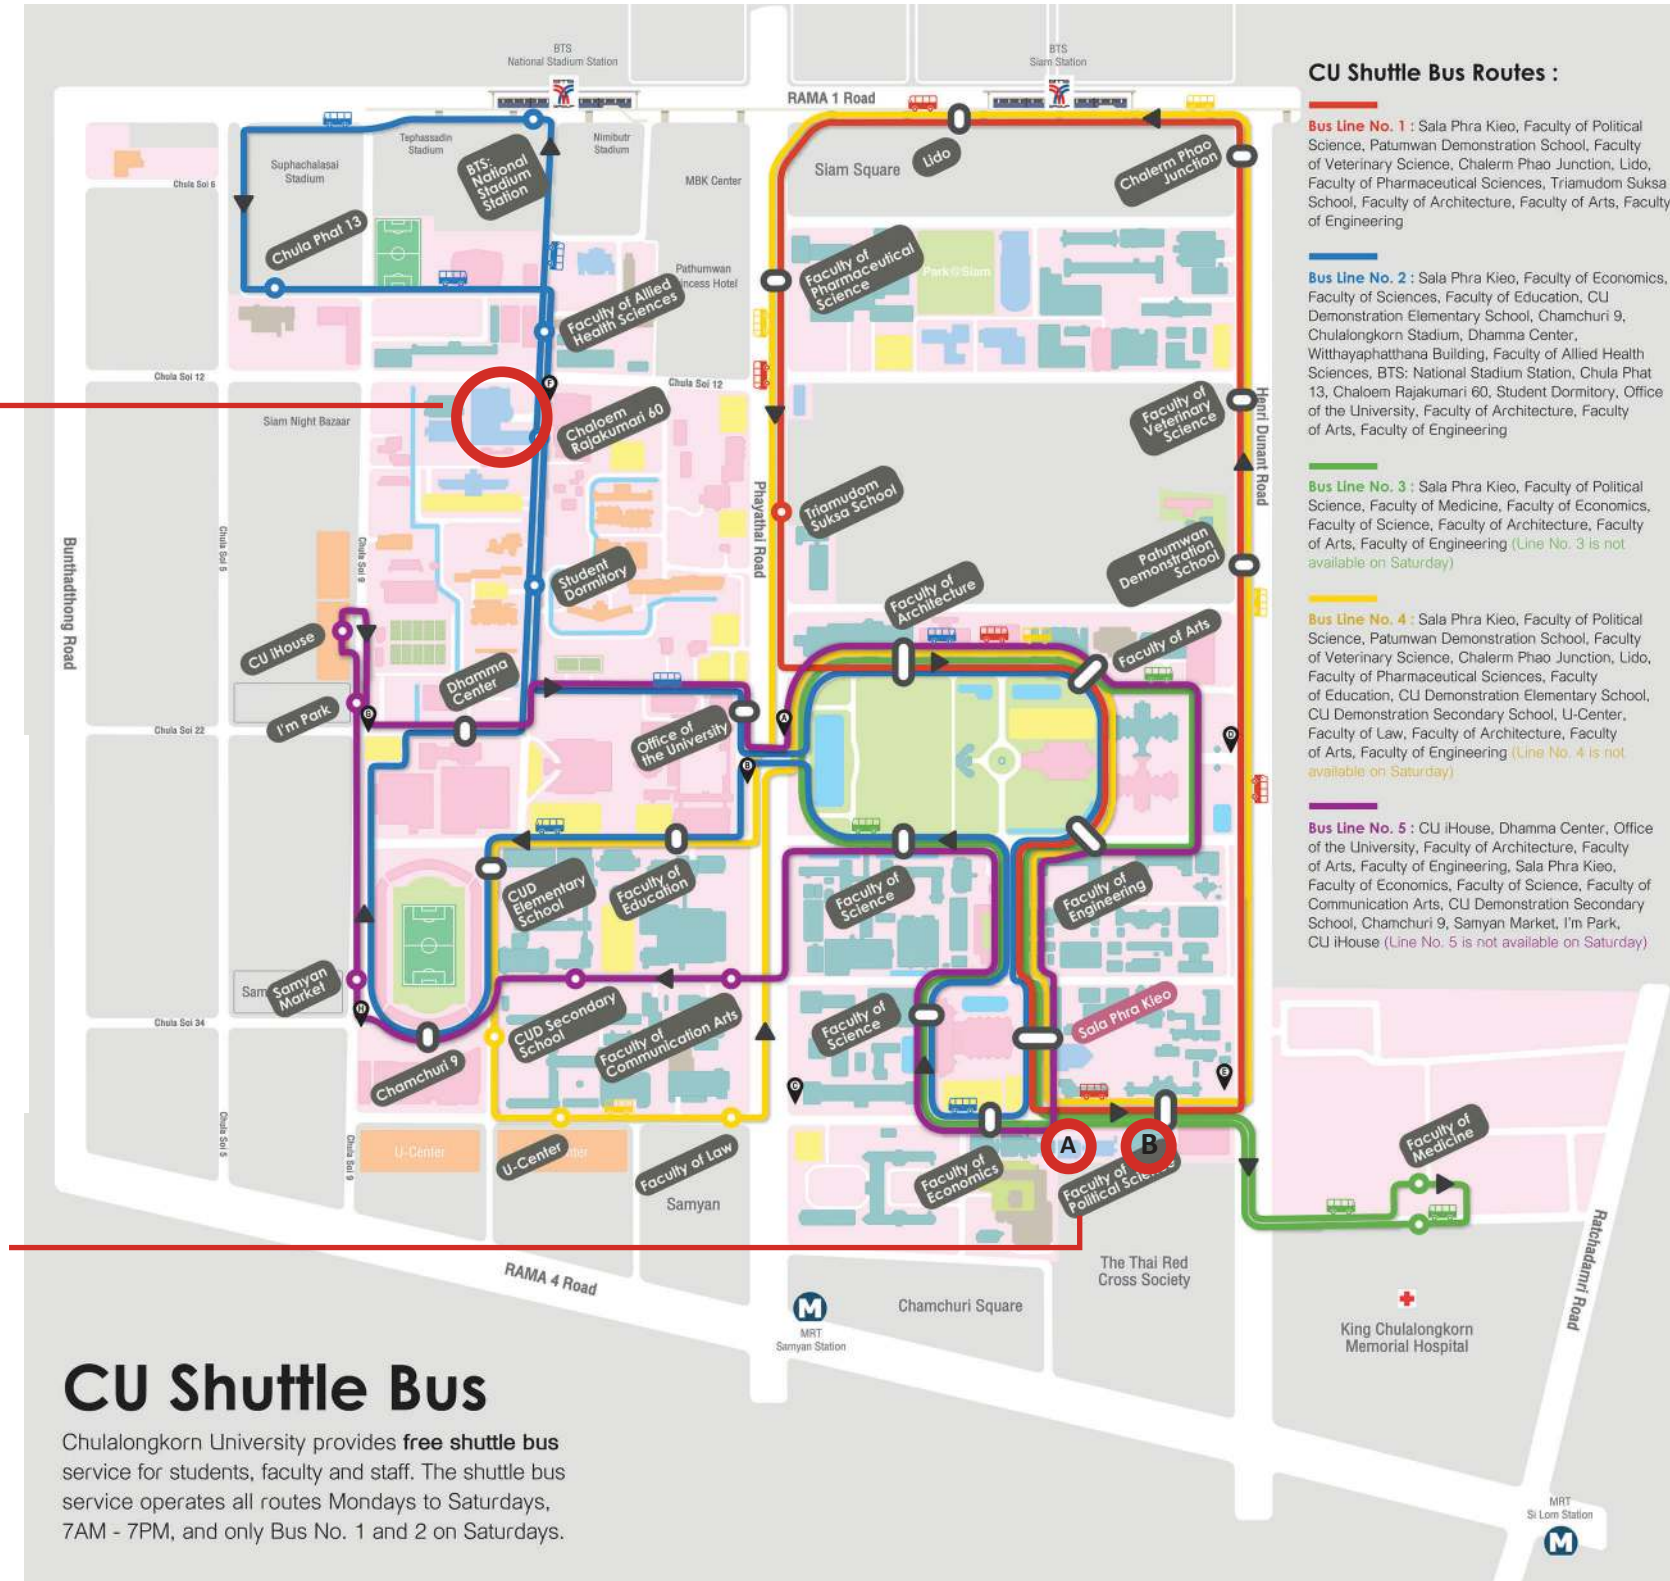 BTS
National Stadium Station
BTS
Siam Station
RAMA 1 Road
CU Shuttle Bus Routes :
Bus Line No. 1 : Sala Phra Kieo, Faculty of Political
Science, Patumwan Demonstration School, Faculty
of Veterinary Science, Chalerm Phao Junction, Lido,
Faculty of Pharmaceutical Sciences, Triamudom Suksa
School, Faculty of Architecture, Faculty of Arts, Faculty
of Engineering
Bus Line No. 2 : Sala Phra Kieo, Faculty of Economics,
Faculty of Sciences, Faculty of Education, CU
Demonstration Elementary School, Chamchuri 9,
Chulalongkorn Stadium, Dhamma Center,
Witthayaphatthana Building, Faculty of Allied Health
Sciences, BTS: National Stadium Station, Chula Phat
13, Chaloem Rajakumari 60, Student Dormitory, Office
of the University, Faculty of Architecture, Faculty
of Arts, Faculty of Engineering
Bus Line No. 3 : Sala Phra Kieo, Faculty of Political
Science, Faculty of Medicine, Faculty of Economics,
Faculty of Science, Faculty of Architecture, Faculty
of Arts, Faculty of Engineering (Line No. 3 is not
available on Saturday)
Bus Line No. 4 : Sala Phra Kieo, Faculty of Political
Science, Patumwan Demonstration School, Faculty
of Veterinary Science, Chalerm Phao Junction, Lido,
Faculty of Pharmaceutical Sciences, Faculty
of Education, CU Demonstration Elementary School,
CU Demonstration Secondary School, U-Center,
Faculty of Law, Faculty of Architecture, Faculty
of Arts, Faculty of Engineering (Line No. 4 is not
available on Saturday)
Bus Line No. 5 : CU iHouse, Dhamma Center, Office
of the University, Faculty of Architecture, Faculty
of Arts, Faculty of Engineering, Sala Phra Kieo,
Faculty of Economics, Faculty of Science, Faculty of
Communication Arts, CU Demonstration Secondary
School, Chamchuri 9, Samyan Market, I'm Park,
CU iHouse (Line No. 5 is not available on Saturday)
Tephassadin
Stadium
Nimibutr
Stadium
Suphachalasai
Stadium
BTS:
National
Stadium
Station
MBK Center
Siam Square
Lido
Chalerm Phao
Junction
Chula Soi 6
Chula Phat 13
Pathumwan
Faculty of Allied
Health Sciences
Faculty of
Pharmaceutical
Science
Park@Siam
Chula Soi 12
F
Chula Soi 12
Siam Night Bazaar
Chaloem
Rajakumari 60
Faculty of
Veterinary
Science
Henri Dunant Road
Phayathai Road
Triamudom
Suksa School
Patumwan
Demonstration
School
Bunthadthong Road
Chula Soi 5
Chula Soi 9
Student
Dormitory
Faculty of
Architecture
Faculty of Arts
CU iHouse
Dhamma
Center
I'm Park
G
Office of
the University
A
B
D
Chula Soi 22
CUD
Elementary
School
Faculty of
Education
Faculty of
Science
Faculty of
Engineering
Samyan
Market
H
Chula Soi 34
CUD Secondary
School
Faculty of
Communication Arts
Faculty of
Science
Sala Phra Kieo
Chamchuri 9
C
E
Chula Soi 5
Chula Soi 9
U-Center
U-Center
Faculty of Law
Samyan
Faculty of
Economics
A
B
Faculty of
Political Science
Faculty of
Medicine
RAMA 4 Road
The Thai Red
Cross Society
Ratchadamri Road
M
MRT
Samyan Station
Chamchuri Square
King Chulalongkorn
Memorial Hospital
CU Shuttle Bus
Chulalongkorn University provides free shuttle bus
service for students, faculty and staff. The shuttle bus
service operates all routes Mondays to Saturdays,
7AM - 7PM, and only Bus No. 1 and 2 on Saturdays.
MRT
Si Lom Station
M